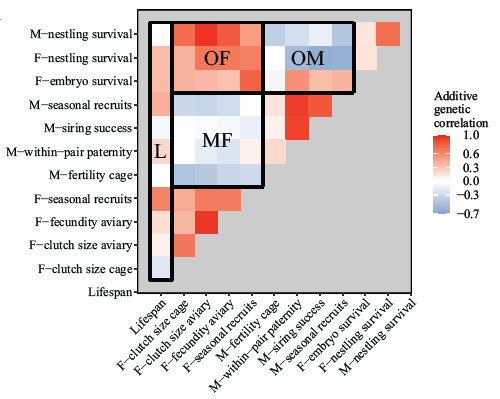 M−nestling survival
F−nestling survival
F−embryo survival
M−seasonal recruits
M−siring success
M−within−pair paternity
M−fertility cage
F−seasonal recruits
F−fecundity aviary
F−clutch size aviary
F−clutch size cage
Lifespan
OF
OM
MF
L
Lifespan
F−clutch size cage
F−clutch size aviary
F−fecundity aviary
F−seasonal recruits
M−fertility cage
M−within−pair paternity
M−siring success
M−seasonal recruits
F−embryo survival
F−nestling survival
M−nestling survival
Additive
genetic
correlation
1.0
0.6
0.3
0.0
−0.3
−0.7